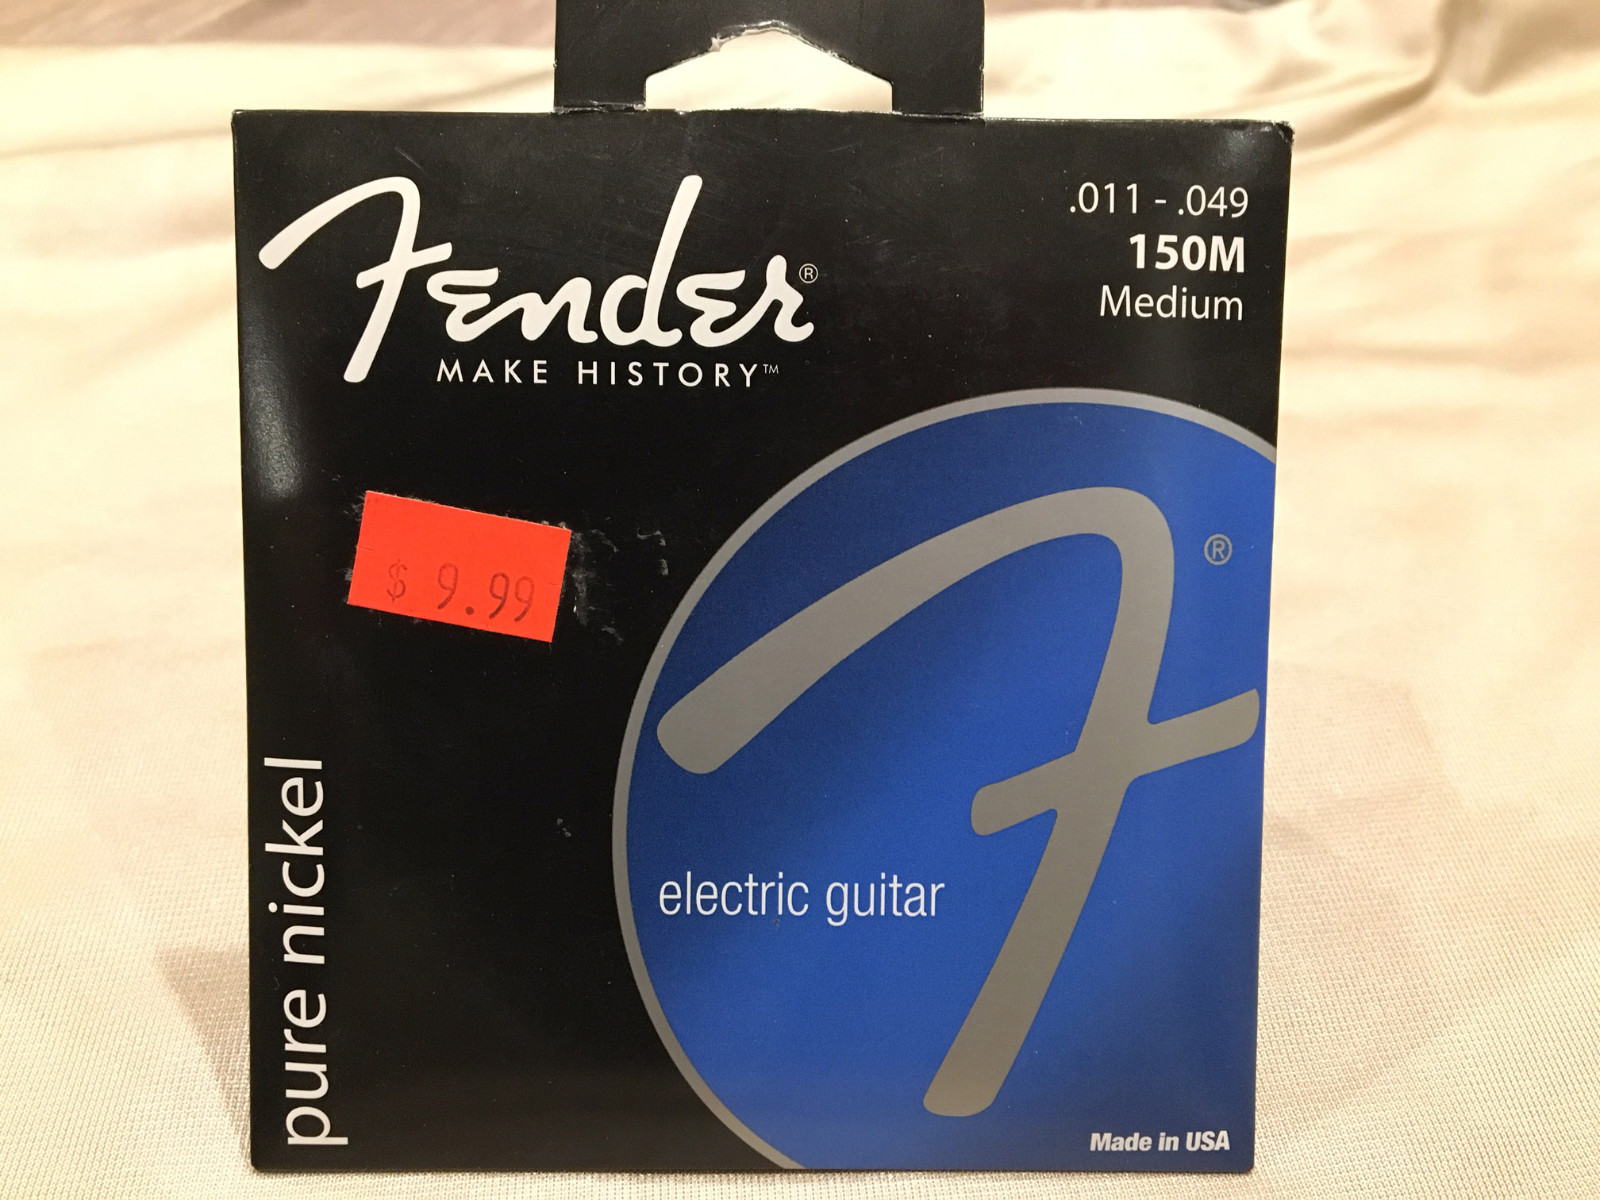 Fender®
MAKE HISTORY™
.011 - .049
150M
Medium
$ 9.99
pure nickel
F®
electric guitar
Made in USA